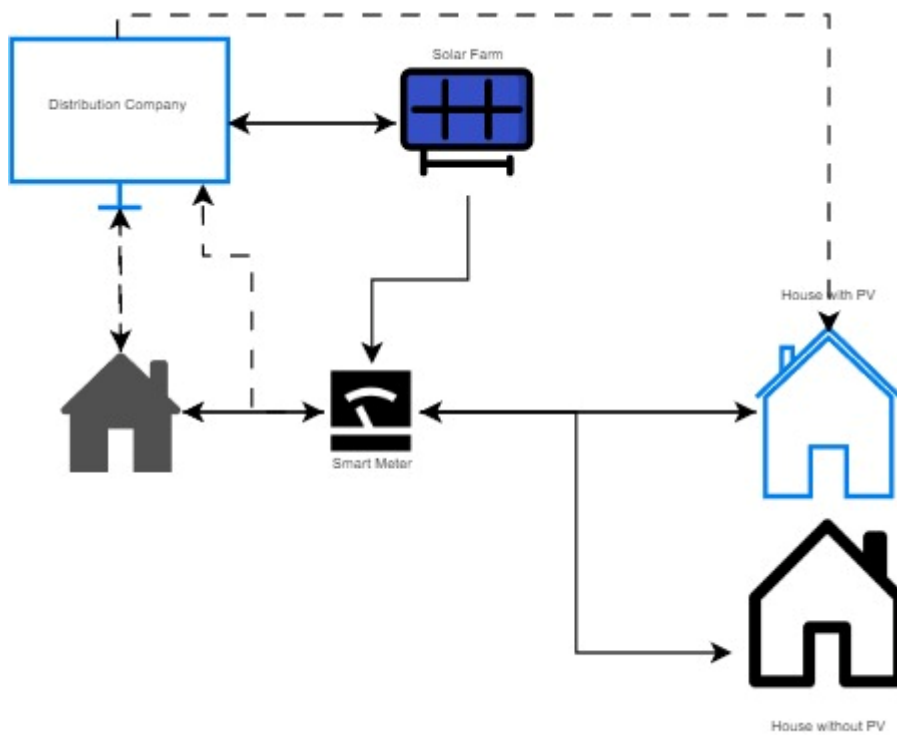 Solar Farm
Distribution Company
House with PV
Smart Meter
House without PV